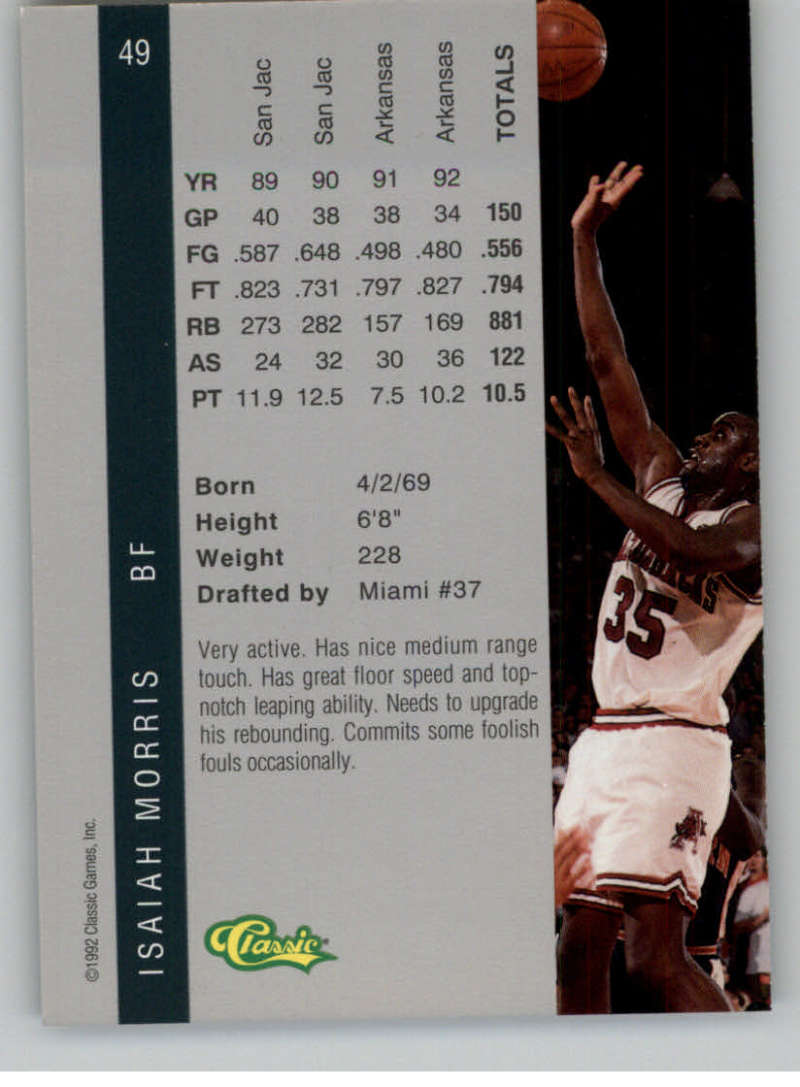 49
San Jac San Jac Arkansas Arkansas TOTALS
YR 89 90 91 92
GP 40 38 38 34 150
FG .587 .648 .498 .480 .556
FT .823 .731 .797 .827 .794
RB 273 282 157 169 881
AS 24 32 30 36 122
PT 11.9 12.5 7.5 10.2 10.5
Born 4/2/69
Height 6'8"
Weight 228
Drafted by Miami #37
Very active. Has nice medium range
touch. Has great floor speed and top-
notch leaping ability. Needs to upgrade
his rebounding. Commits some foolish
fouls occasionally.
ISAIAH MORRIS BF
©1992 Classic Games, Inc.
Classic
35